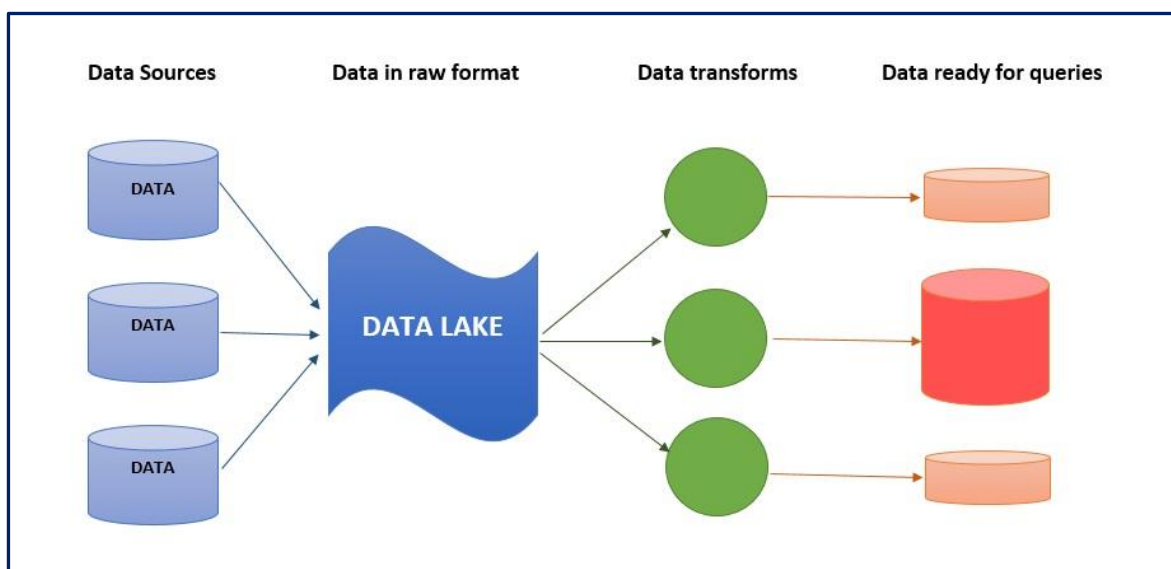 Data Sources
Data in raw format
Data transforms
Data ready for queries
DATA
DATA
DATA LAKE
DATA